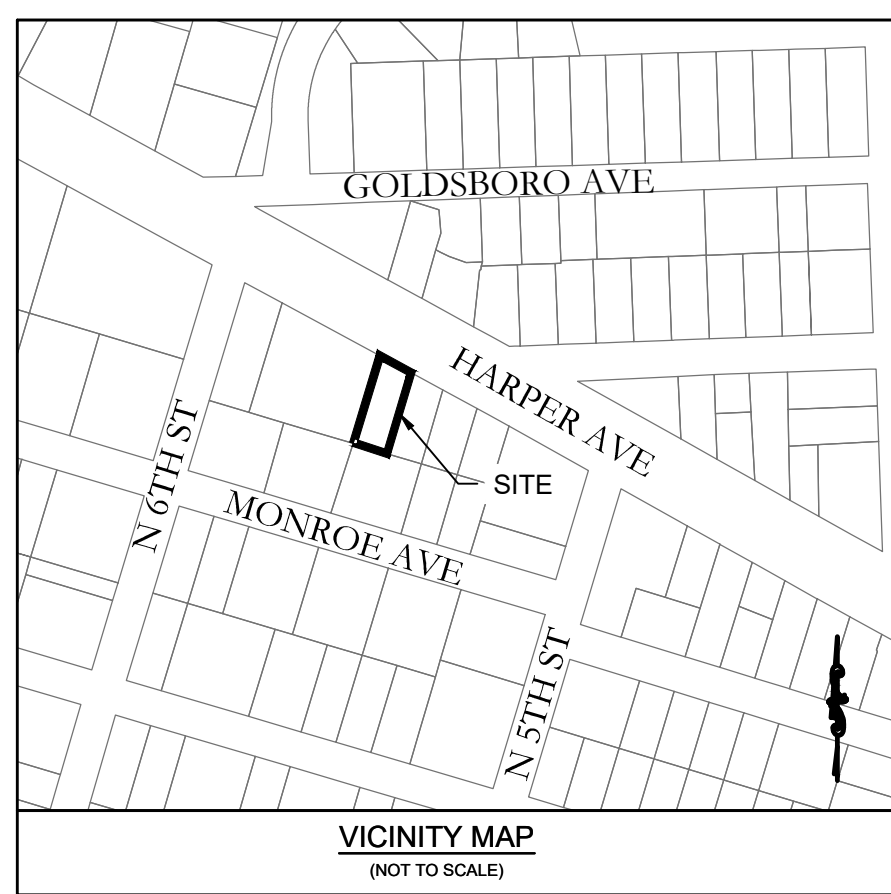 GOLDSBORO AVE
HARPER AVE
N 6TH ST
SITE
MONROE AVE
N 5TH ST
VICINITY MAP
(NOT TO SCALE)